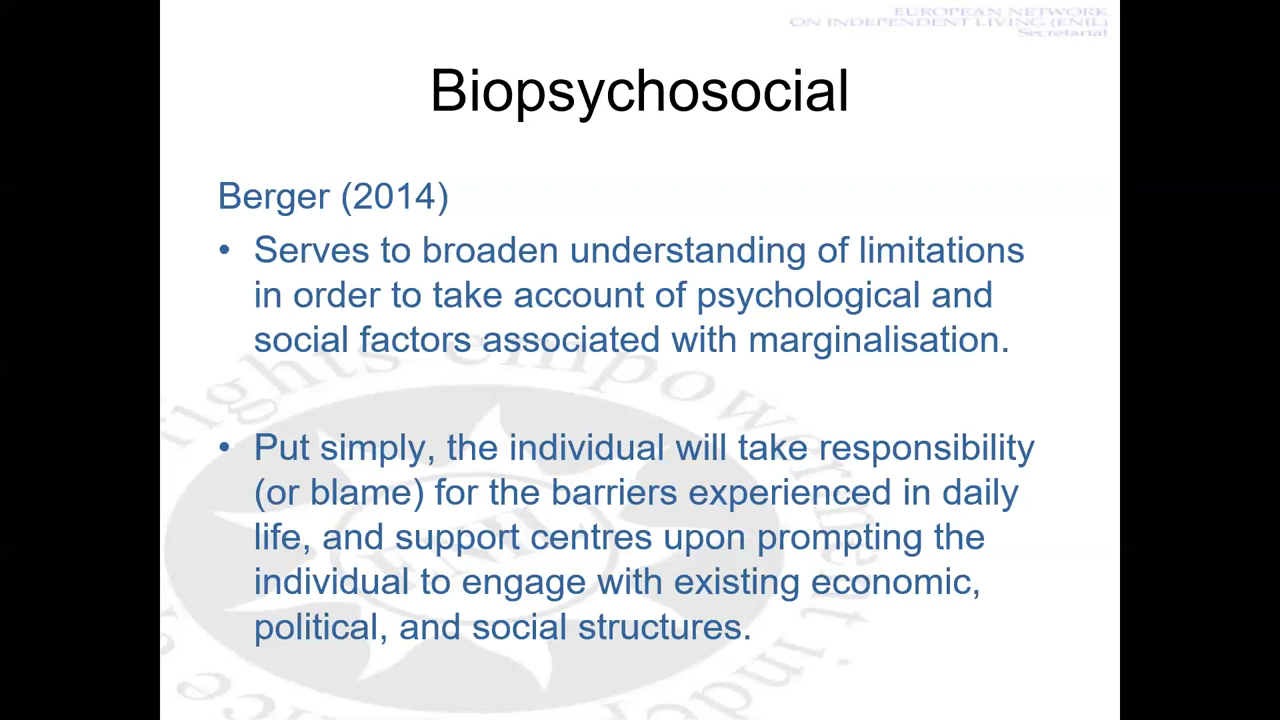 EUROPEAN NETWORK
ON INDEPENDENT LIVING (ENIL)
Secretariat
Biopsychosocial
Berger (2014)
• Serves to broaden understanding of limitations
in order to take account of psychological and
social factors associated with marginalisation.
• Put simply, the individual will take responsibility
(or blame) for the barriers experienced in daily
life, and support centres upon prompting the
individual to engage with existing economic,
political, and social structures.
rights empowerment
ENIL